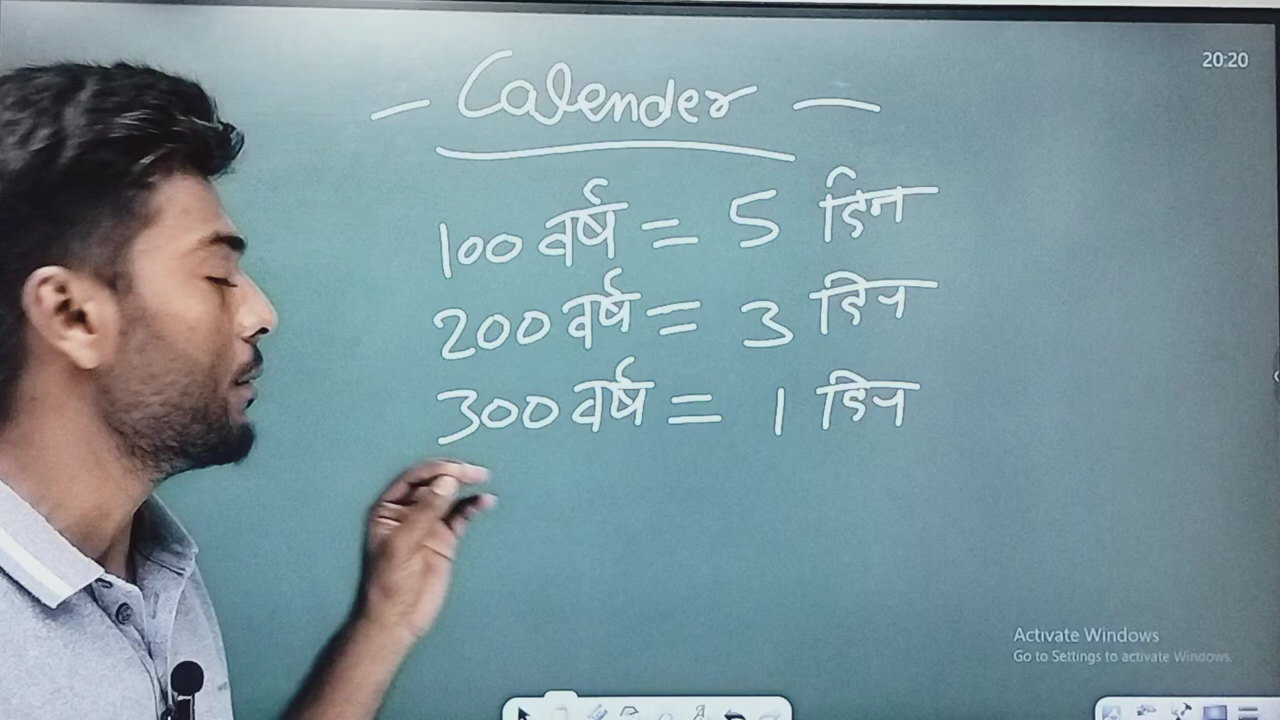 20:20
- Calender -
100 वर्ष = 5 दिन
200 वर्ष = 3 दिन
300 वर्ष = 1 दिन
Activate Windows
Go to Settings to activate Windows.